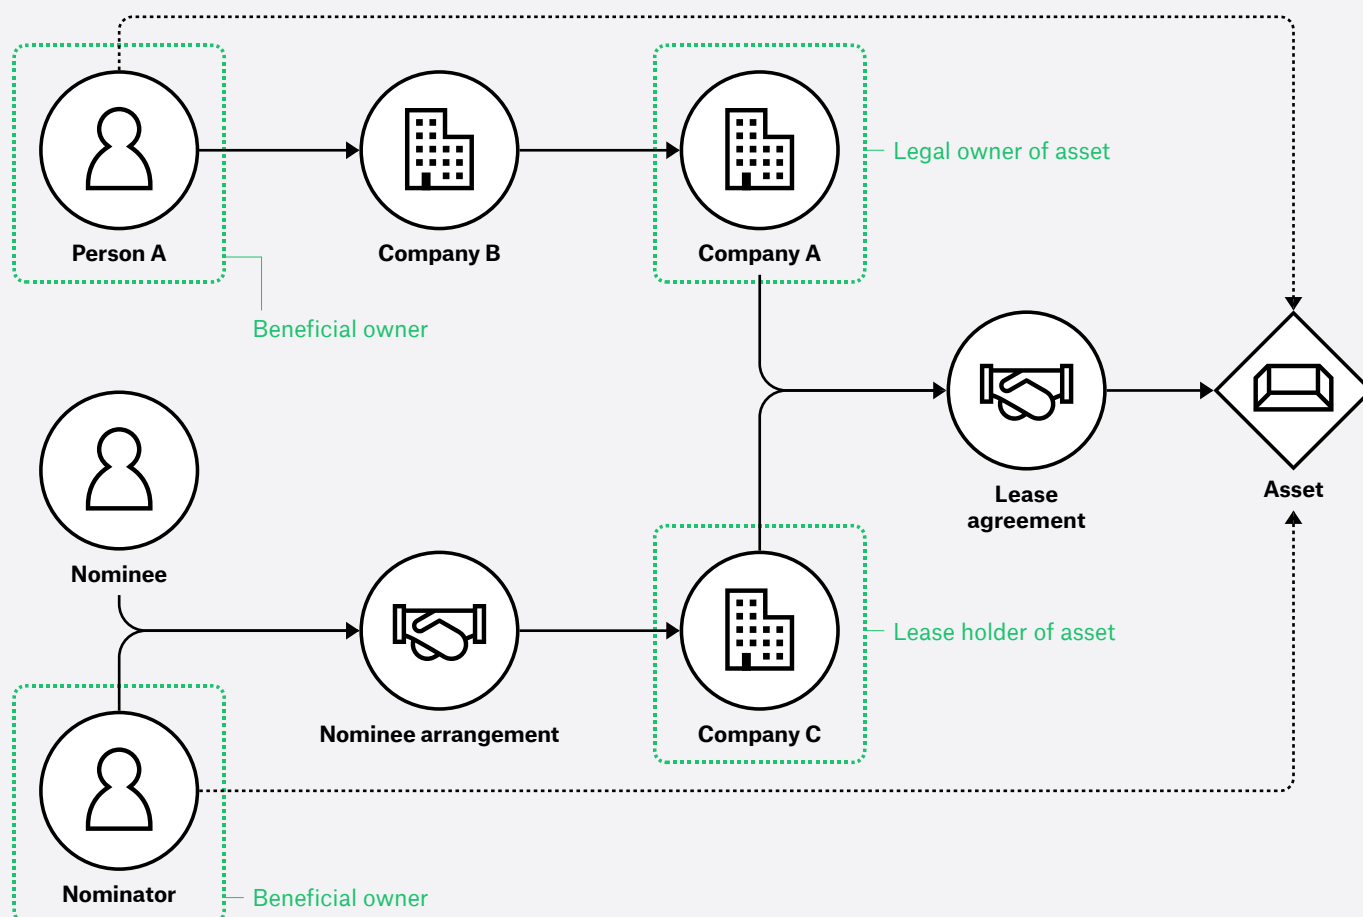 Person A
Company B
Company A
Legal owner of asset
Beneficial owner
Nominee
Lease
agreement
Asset
Nominee arrangement
Company C
Lease holder of asset
Nominator
Beneficial owner